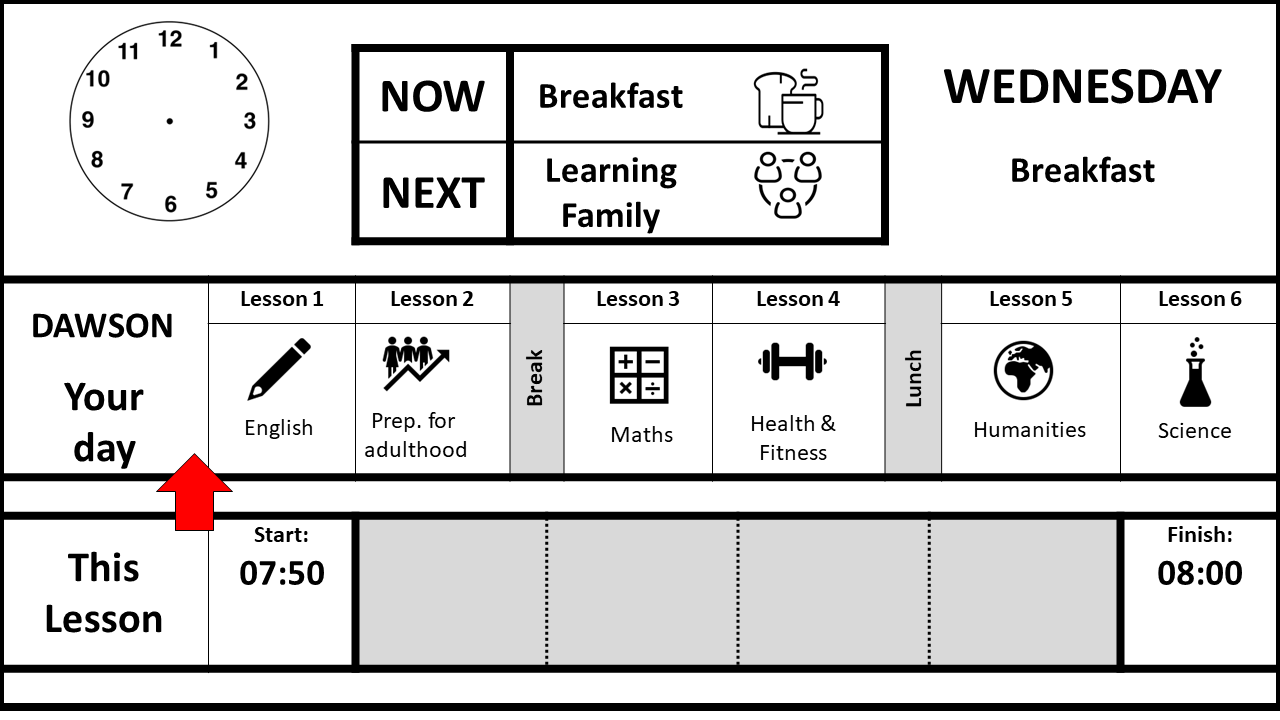 12
11
1
10
2
9
3
8
4
7
5
6
NOW
Breakfast
NEXT
Learning
Family
WEDNESDAY
Breakfast
DAWSON
Your
day
Lesson 1
English
Lesson 2
Prep. for
adulthood
Break
Lesson 3
Maths
Lesson 4
Health &
Fitness
Lunch
Lesson 5
Humanities
Lesson 6
Science
This
Lesson
Start:
07:50
Finish:
08:00